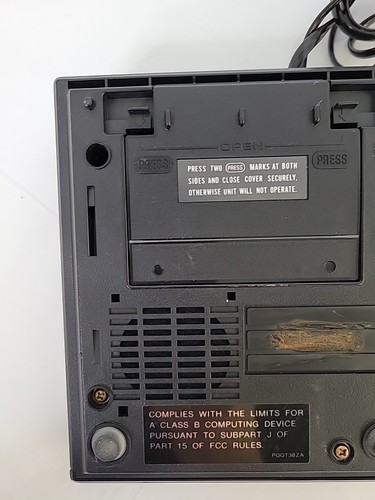 OPEN
PRESS
PRESS
PRESS TWO PRESS MARKS AT BOTH
SIDES AND CLOSE COVER SECURELY,
OTHERWISE UNIT WILL NOT OPERATE.
COMPLIES WITH THE LIMITS FOR
A CLASS B COMPUTING DEVICE
PURSUANT TO SUBPART J OF
PART 15 OF FCC RULES.
PQQT38ZA